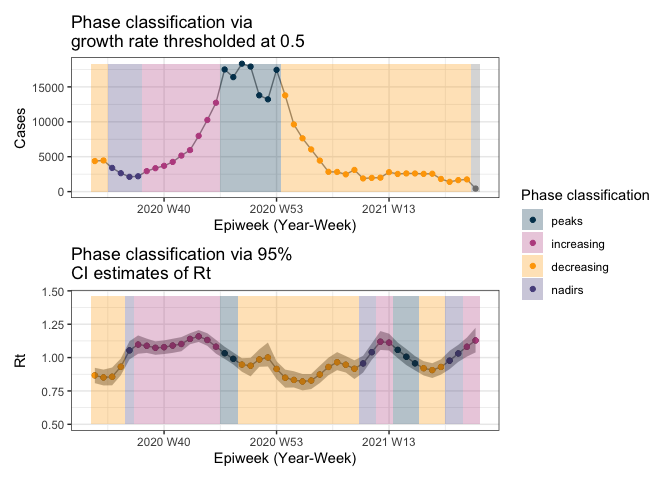 Phase classification via
growth rate thresholded at 0.5
15000
10000
5000
0
Cases
2020 W40
2020 W53
2021 W13
Epiweek (Year-Week)
Phase classification via 95%
CI estimates of Rt
1.50
1.25
1.00
0.75
0.50
Rt
2020 W40
2020 W53
2021 W13
Epiweek (Year-Week)
Phase classification
peaks
increasing
decreasing
nadirs